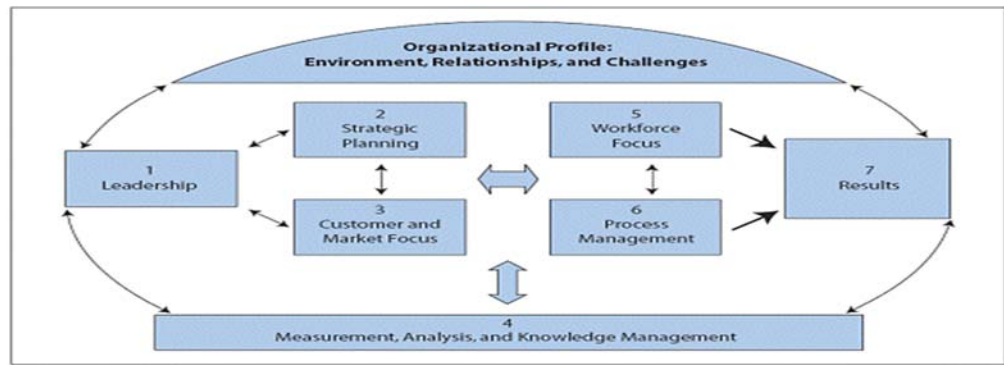 Organizational Profile:
Environment, Relationships, and Challenges
2
Strategic
Planning
5
Workforce
Focus
1
Leadership
7
Results
3
Customer and
Market Focus
6
Process
Management
4
Measurement, Analysis, and Knowledge Management